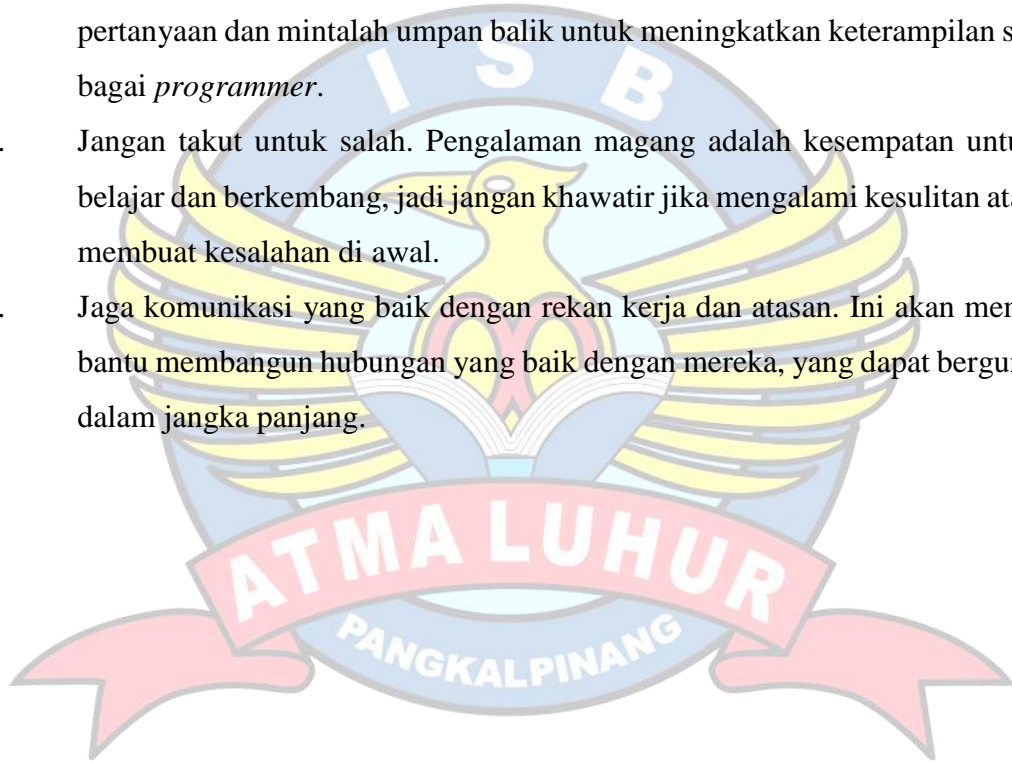 pertanyaan dan mintalah umpan balik untuk meningkatkan keterampilan s
bagai programmer.
. Jangan takut untuk salah. Pengalaman magang adalah kesempatan untu
belajar dan berkembang, jadi jangan khawatir jika mengalami kesulitan ata
membuat kesalahan di awal.
. Jaga komunikasi yang baik dengan rekan kerja dan atasan. Ini akan mem
bantu membangun hubungan yang baik dengan mereka, yang dapat bergun
dalam jangka panjang.
I S B
ATMA LUHUR
PANGKALPINANG